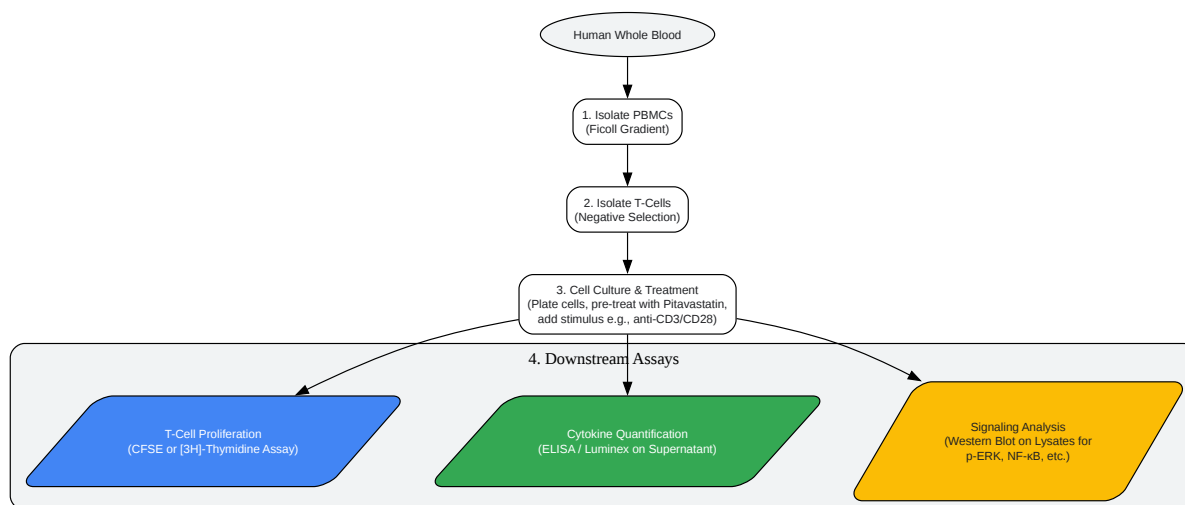 Human Whole Blood
1. Isolate PBMCs
(Ficoll Gradient)
2. Isolate T-Cells
(Negative Selection)
3. Cell Culture & Treatment
(Plate cells, pre-treat with Pitavastatin,
add stimulus e.g., anti-CD3/CD28)
4. Downstream Assays
T-Cell Proliferation
(CFSE or [3H]-Thymidine Assay)
Cytokine Quantification
(ELISA / Luminex on Supernatant)
Signaling Analysis
(Western Blot on Lysates for
p-ERK, NF-κB, etc.)